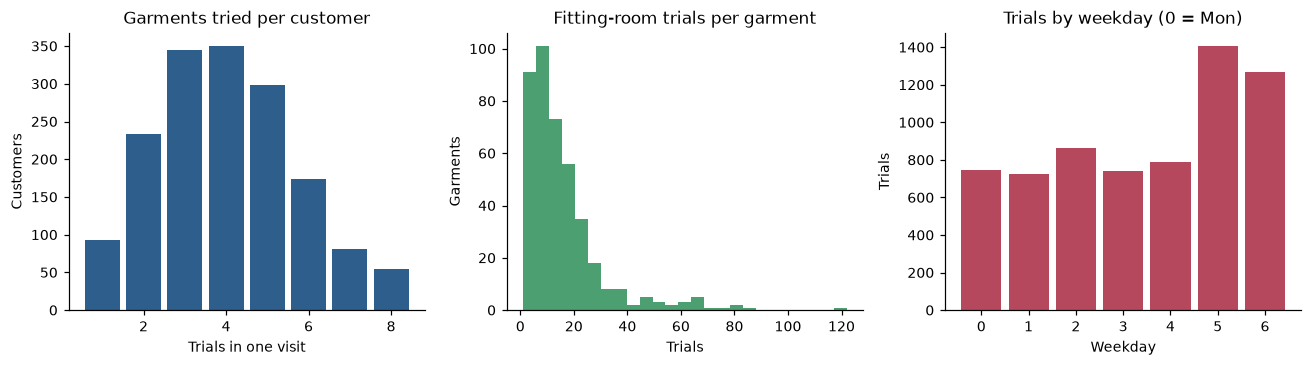 Garments tried per customer
Customers
350
300
250
200
150
100
50
0
2 4 6 8
Trials in one visit
Fitting-room trials per garment
Garments
100
80
60
40
20
0
0 20 40 60 80 100 120
Trials
Trials by weekday (0 = Mon)
Trials
1400
1200
1000
800
600
400
200
0
0 1 2 3 4 5 6
Weekday